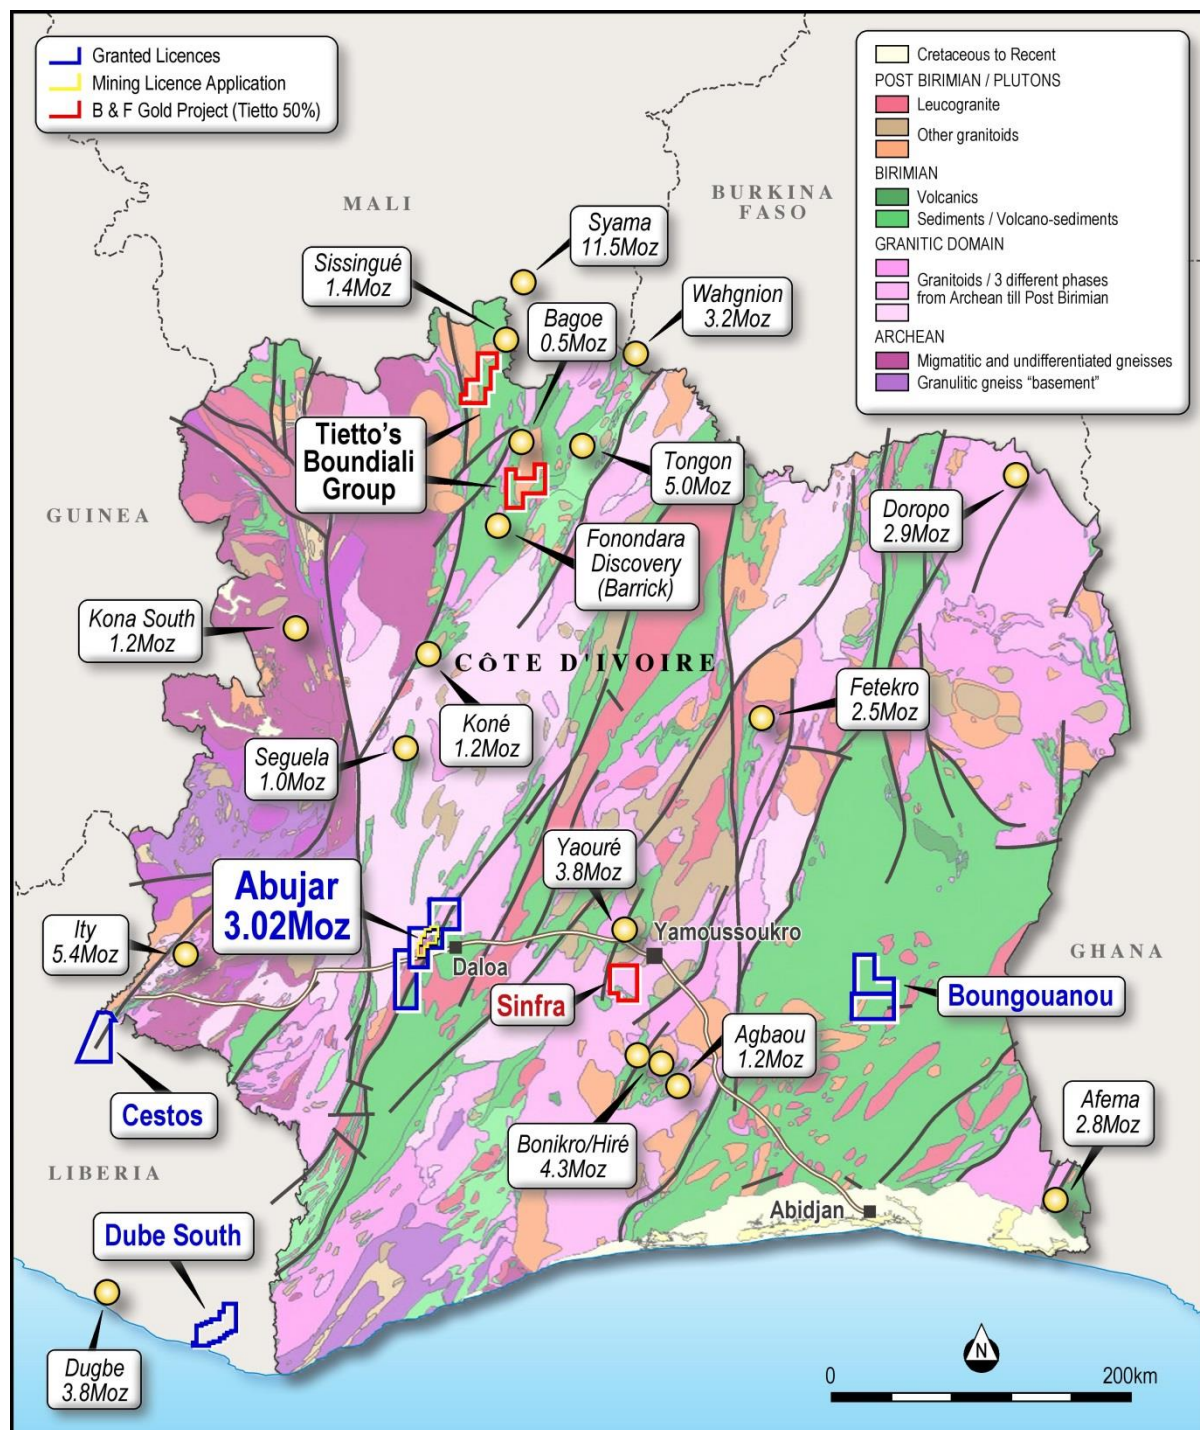 Granted Licences
Mining Licence Application
B & F Gold Project (Tietto 50%)
Cretaceous to Recent
POST BIRIMIAN / PLUTONS
Leucogranite
Other granitoids
BIRIMIAN
Volcanics
Sediments / Volcano-sediments
GRANITIC DOMAIN
Granitoids / 3 different phases
from Archean till Post Birimian
ARCHEAN
Migmatitic and undifferentiated gneisses
Granulitic gneiss “basement”
MALI
BURKINA
FASO
Syama
11.5Moz
Sissingué
1.4Moz
Wahgnion
3.2Moz
Bagoe
0.5Moz
Tietto’s
Boundiali
Group
Tongon
5.0Moz
Doropo
2.9Moz
GUINEA
Fonondara
Discovery
(Barrick)
Kona South
1.2Moz
CÔTE D'IVOIRE
Fetekro
2.5Moz
Koné
1.2Moz
Seguela
1.0Moz
Yaouré
3.8Moz
Abujar
3.02Moz
Ity
5.4Moz
Yamoussoukro
Daloa
GHANA
Sinfra
Boungouanou
Agbaou
1.2Moz
Cestos
Afema
2.8Moz
Bonikro/Hiré
4.3Moz
LIBERIA
Abidjan
Dube South
Dugbe
3.8Moz
N
0
200km